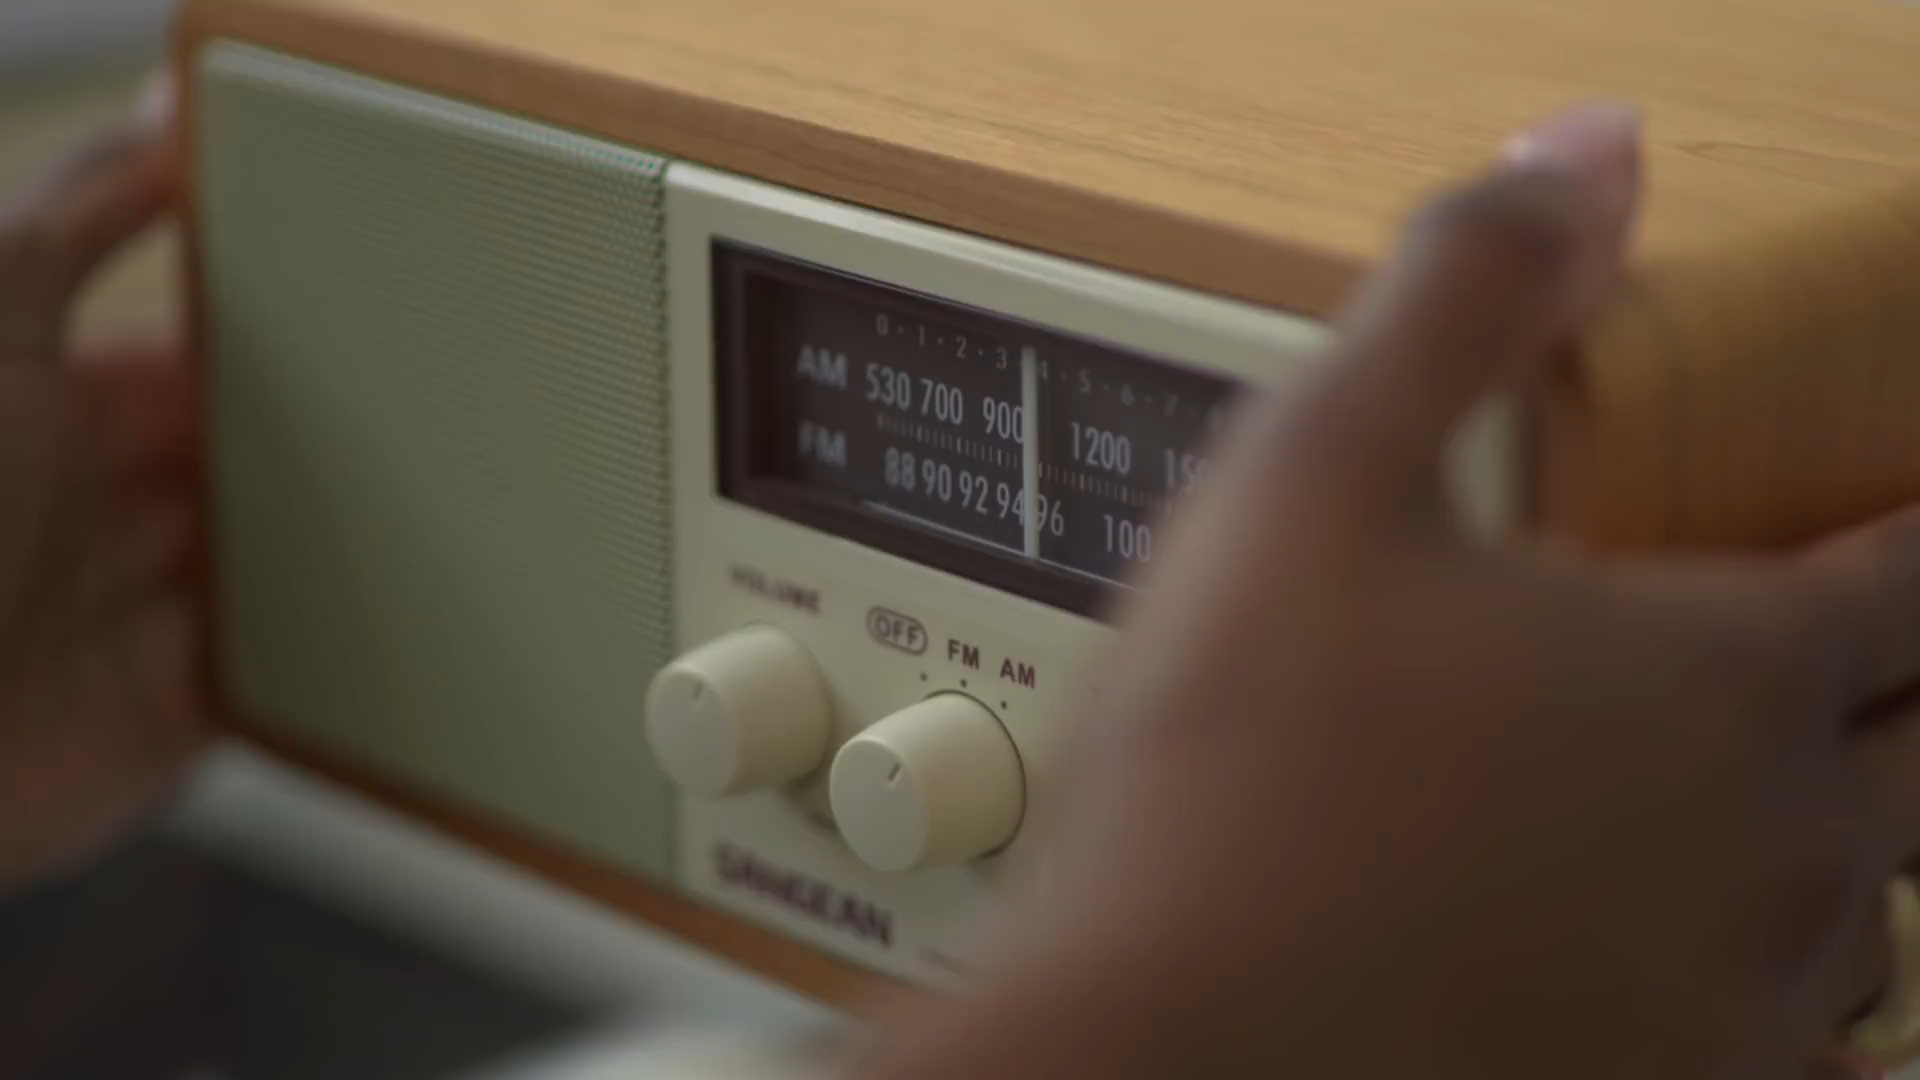 0 · 1 · 2 · 3 · 4 · 5 · 6 · 7
AM 530 700 900 1200
FM 88 90 92 94 96 100
VOLUME
OFF FM AM
SANGEAN